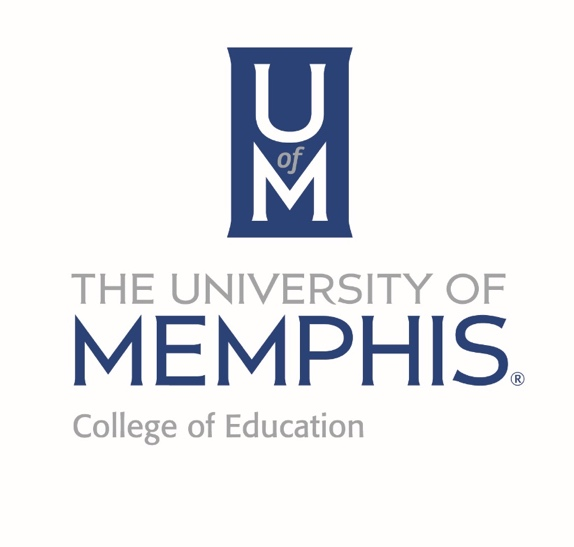 U
of
M
THE UNIVERSITY OF
MEMPHIS®
College of Education